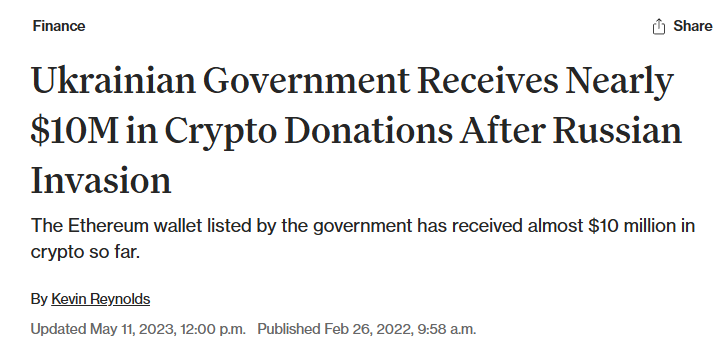 Finance
Share
Ukrainian Government Receives Nearly
$10M in Crypto Donations After Russian
Invasion
The Ethereum wallet listed by the government has received almost $10 million in
crypto so far.
By Kevin Reynolds
Updated May 11, 2023, 12:00 p.m. Published Feb 26, 2022, 9:58 a.m.